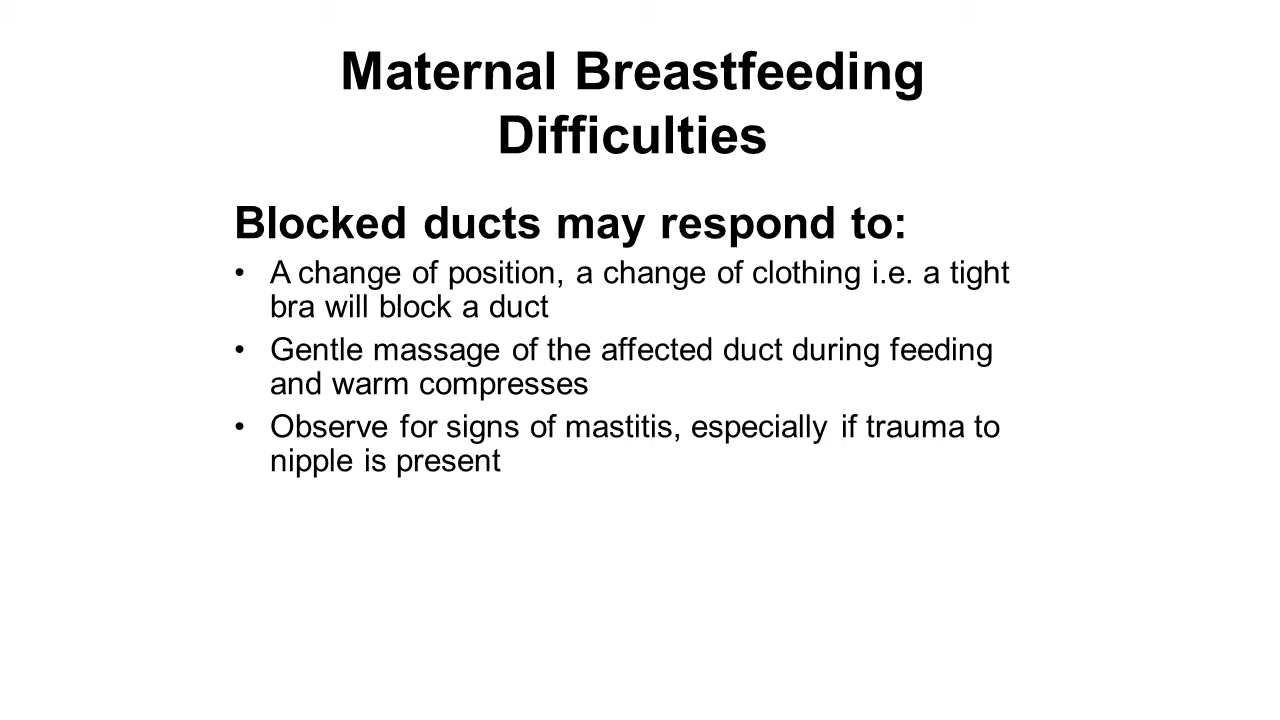 Maternal Breastfeeding
Difficulties
Blocked ducts may respond to:
• A change of position, a change of clothing i.e. a tight
bra will block a duct
• Gentle massage of the affected duct during feeding
and warm compresses
• Observe for signs of mastitis, especially if trauma to
nipple is present